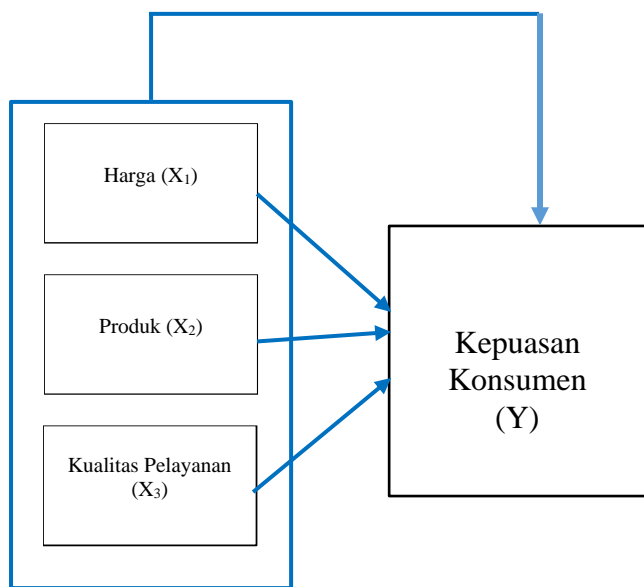 Harga (X₁)
Produk (X₂)
Kualitas Pelayanan
(X₃)
Kepuasan
Konsumen
(Y)